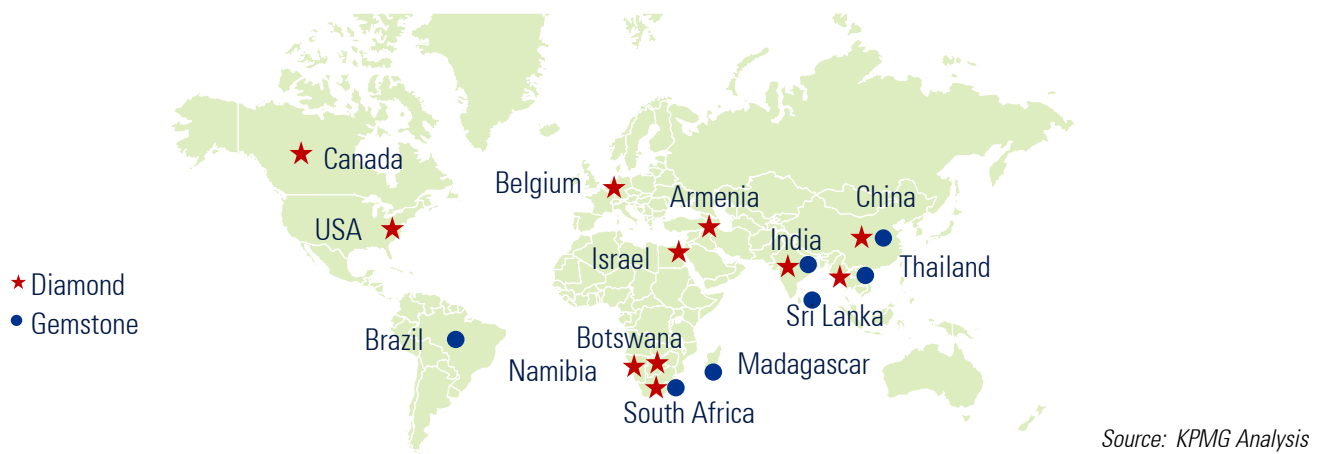 Canada
Belgium
Armenia
China
USA
India
Israel
Thailand
Diamond
Sri Lanka
Gemstone
Brazil
Botswana
Namibia
Madagascar
South Africa
Source: KPMG Analysis